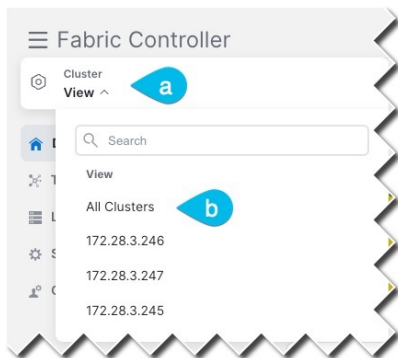 Fabric Controller
Cluster
View
a
Search
View
All Clusters
b
172.28.3.246
172.28.3.247
172.28.3.245